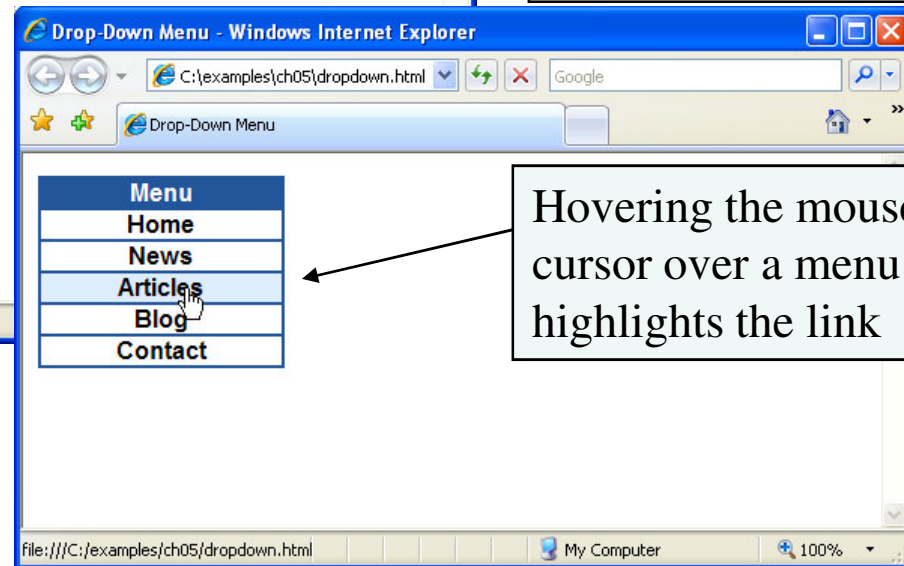 Drop-Down Menu - Windows Internet Explorer
C:\examples\ch05\dropdown.html
Google
Drop-Down Menu
»
Menu
Home
News
Articles
Blog
Contact
Hovering the mouse
cursor over a menu
highlights the link
file:///C:/examples/ch05/dropdown.html
My Computer
100%